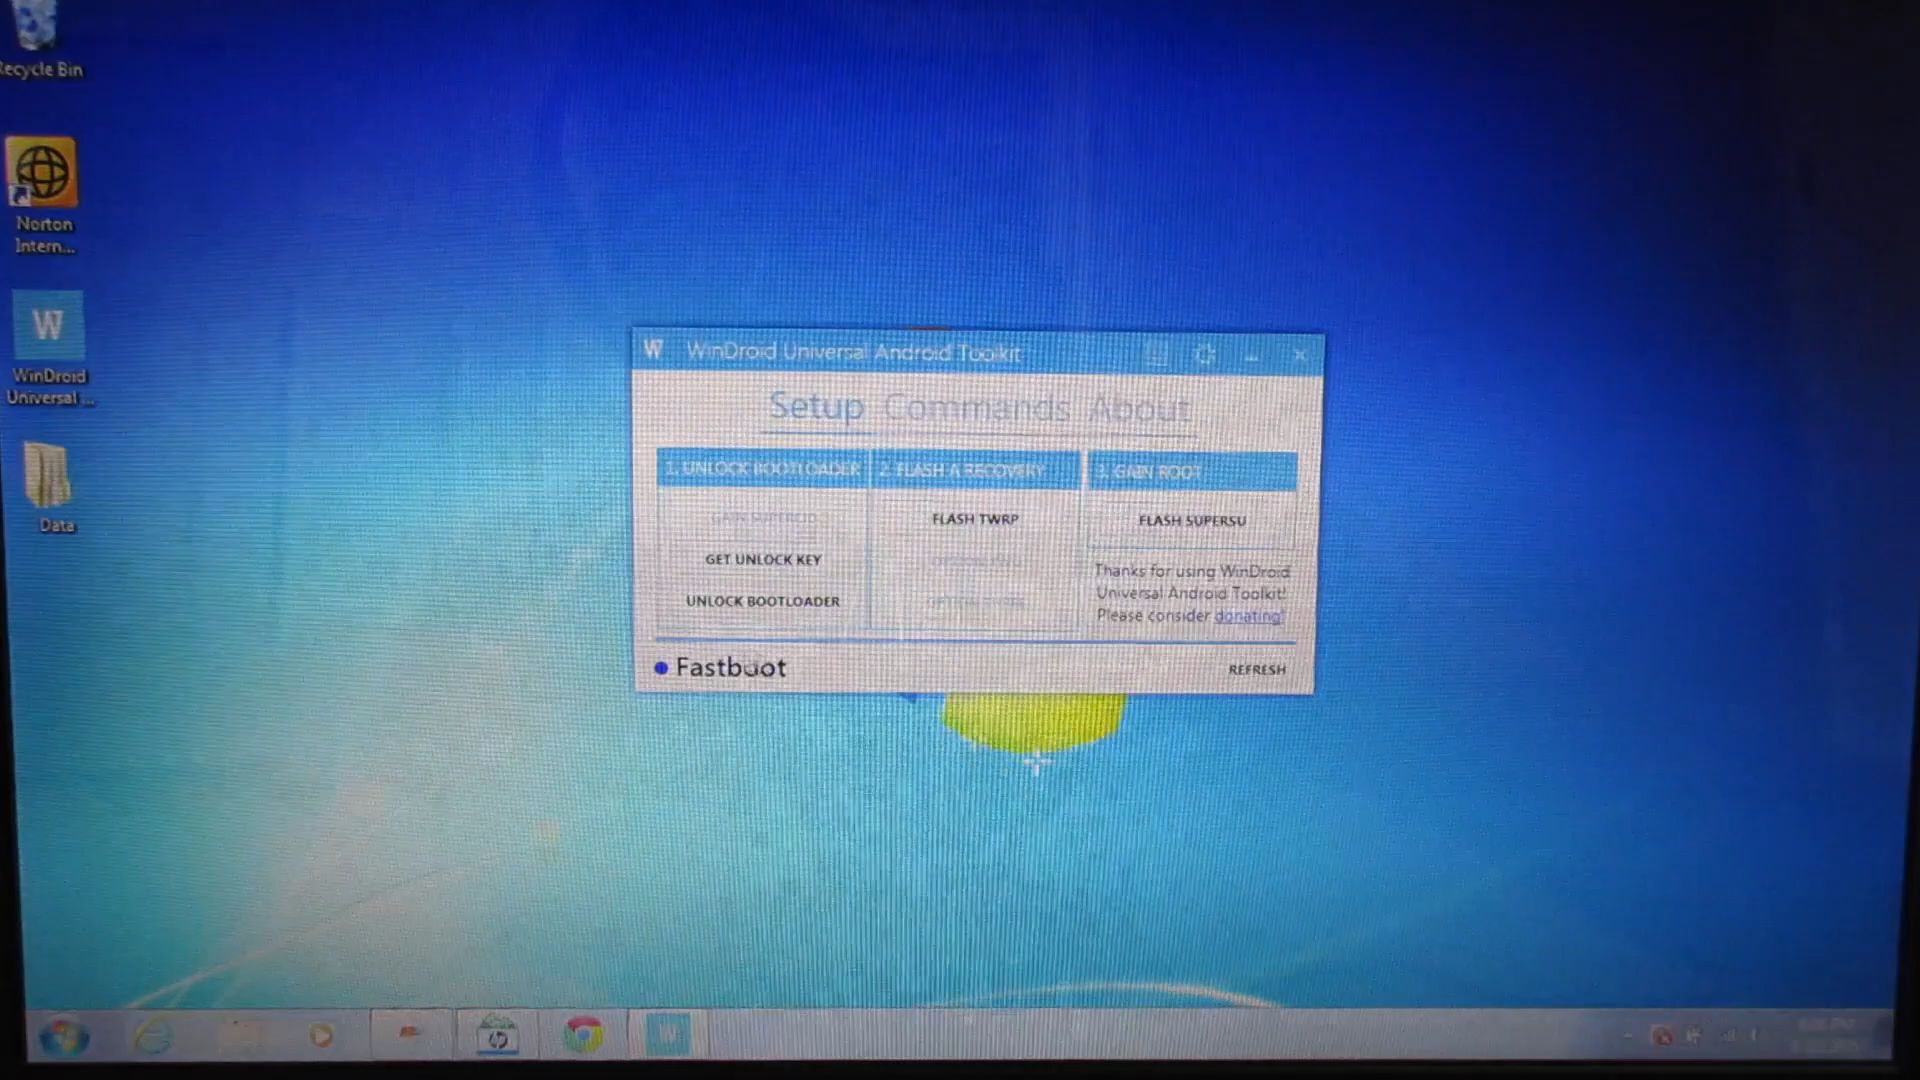 Recycle Bin
Norton
Intern...
W
WinDroid
Universal ...
Data
W WinDroid Universal Android Toolkit
Setup Commands About
1. UNLOCK BOOTLOADER
GET UNLOCK KEY
UNLOCK BOOTLOADER
2. FLASH A RECOVERY
FLASH TWRP
3. GAIN ROOT
FLASH SUPERSU
Thanks for using WinDroid
Universal Android Toolkit!
Please consider donating!
Fastboot
REFRESH
hp
W